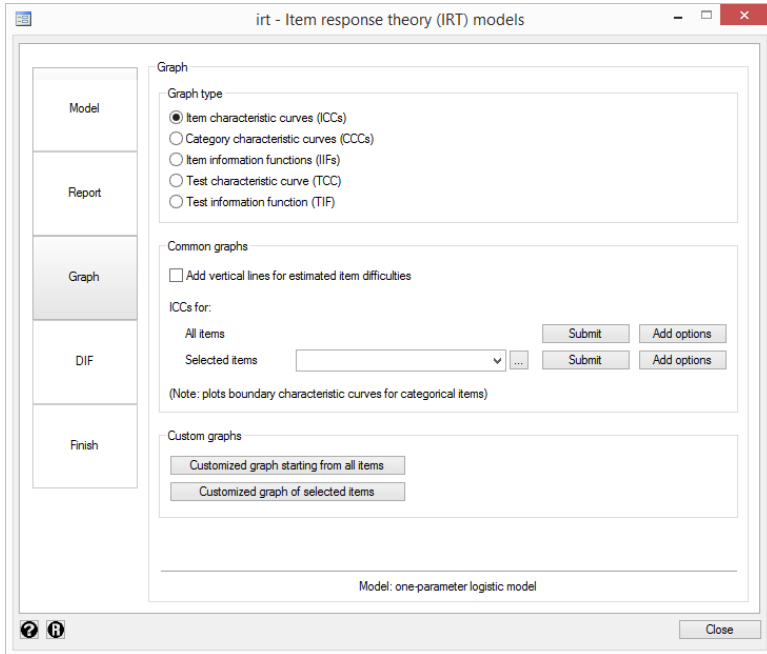 irt - Item response theory (IRT) models
Model
Report
Graph
DIF
Finish
Graph
Graph type
Item characteristic curves (ICCs)
Category characteristic curves (CCCs)
Item information functions (IIFs)
Test characteristic curve (TCC)
Test information function (TIF)
Common graphs
Add vertical lines for estimated item difficulties
ICCs for:
All items Submit Add options
Selected items ... Submit Add options
(Note: plots boundary characteristic curves for categorical items)
Custom graphs
Customized graph starting from all items
Customized graph of selected items
Model: one-parameter logistic model
? R Close